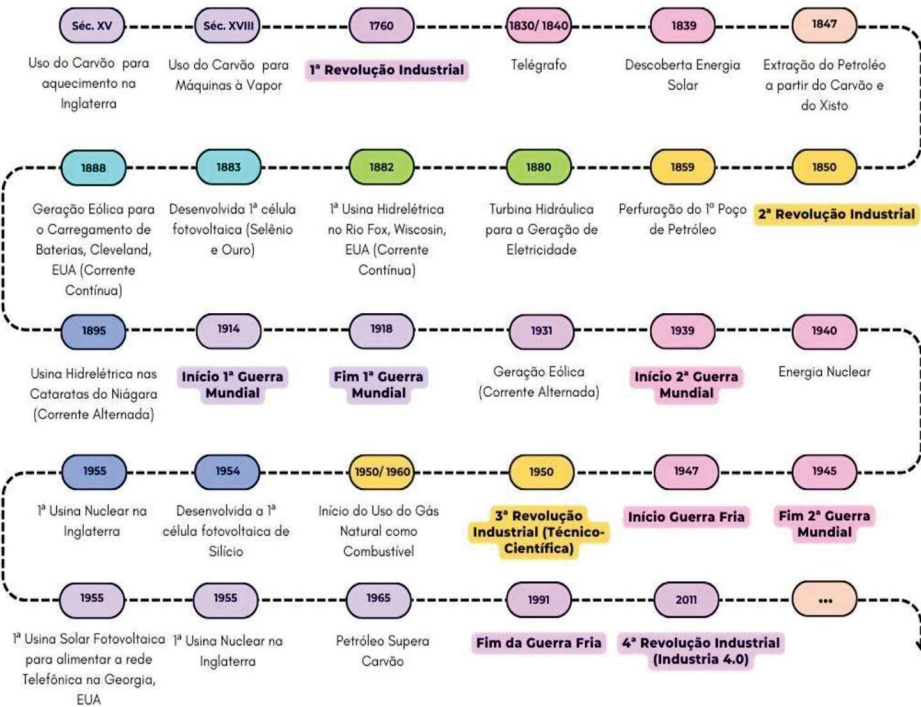 Séc. XV
Uso do Carvão para
aquecimento na
Inglaterra
Séc. XVIII
Uso do Carvão para
Máquinas à Vapor
1760
1ª Revolução Industrial
1830/ 1840
Telégrafo
1839
Descoberta Energia
Solar
1847
Extração do Petroléo
a partir do Carvão e
do Xisto
1888
Geração Eólica para
o Carregamento de
Baterias, Cleveland,
EUA (Corrente
Contínua)
1883
Desenvolvida 1ª célula
fotovoltaica (Selênio
e Ouro)
1882
1ª Usina Hidrelétrica
no Rio Fox, Wiscosin,
EUA (Corrente
Contínua)
1880
Turbina Hidráulica
para a Geração de
Eletricidade
1859
Perfuração do 1º Poço
de Petróleo
1850
2ª Revolução Industrial
1895
Usina Hidrelétrica nas
Cataratas do Niágara
(Corrente Alternada)
1914
Início 1ª Guerra
Mundial
1918
Fim 1ª Guerra
Mundial
1931
Geração Eólica
(Corrente Alternada)
1939
Início 2ª Guerra
Mundial
1940
Energia Nuclear
1955
1ª Usina Nuclear na
Inglaterra
1954
Desenvolvida a 1ª
célula fotovoltaica de
Silício
1950/ 1960
Início do Uso do Gás
Natural como
Combustível
1950
3ª Revolução
Industrial (Técnico-
Científica)
1947
Início Guerra Fria
1945
Fim 2ª Guerra
Mundial
1955
1ª Usina Solar Fotovoltaica
para alimentar a rede
Telefônica na Georgia,
EUA
1955
1ª Usina Nuclear na
Inglaterra
1965
Petróleo Supera
Carvão
1991
Fim da Guerra Fria
2011
4ª Revolução Industrial
(Industria 4.0)
...